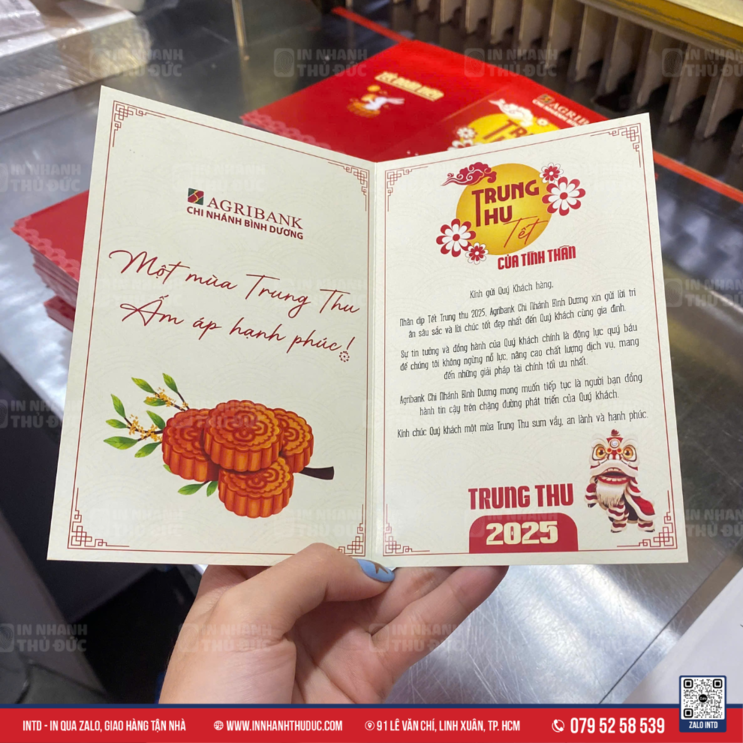 AGRIBANK
CHI NHÁNH BÌNH DƯƠNG
Một mùa Trung Thu
Ấm áp hạnh phúc!
TRUNG
THU
Tết
CỦA TÌNH THÂN
Kính gửi Quý Khách hàng,
Nhân dịp Tết Trung thu 2025, Agribank Chi Nhánh Bình Dương xin gửi lời tri
ân sâu sắc và lời chúc tốt đẹp nhất đến Quý khách cùng gia đình.
Sự tin tưởng và đồng hành của Quý khách chính là động lực quý báu
để chúng tôi không ngừng nỗ lực, nâng cao chất lượng dịch vụ, mang
đến những giải pháp tài chính tối ưu nhất.
Agribank Chi Nhánh Bình Dương mong muốn tiếp tục là người bạn đồng
hành tin cậy trên chặng đường phát triển của Quý khách.
Kính chúc Quý khách một mùa Trung Thu sum vầy, an lành và hạnh phúc.
TRUNG THU
2025
AGRIBANK
TRUNG
IN NHANH
THỦ ĐỨC
INTD - IN QUA ZALO, GIAO HÀNG TẬN NHÀ
WWW.INNHANHTHUDUC.COM
91 LÊ VĂN CHÍ, LINH XUÂN, TP. HCM
079 52 58 539
ZALO INTD